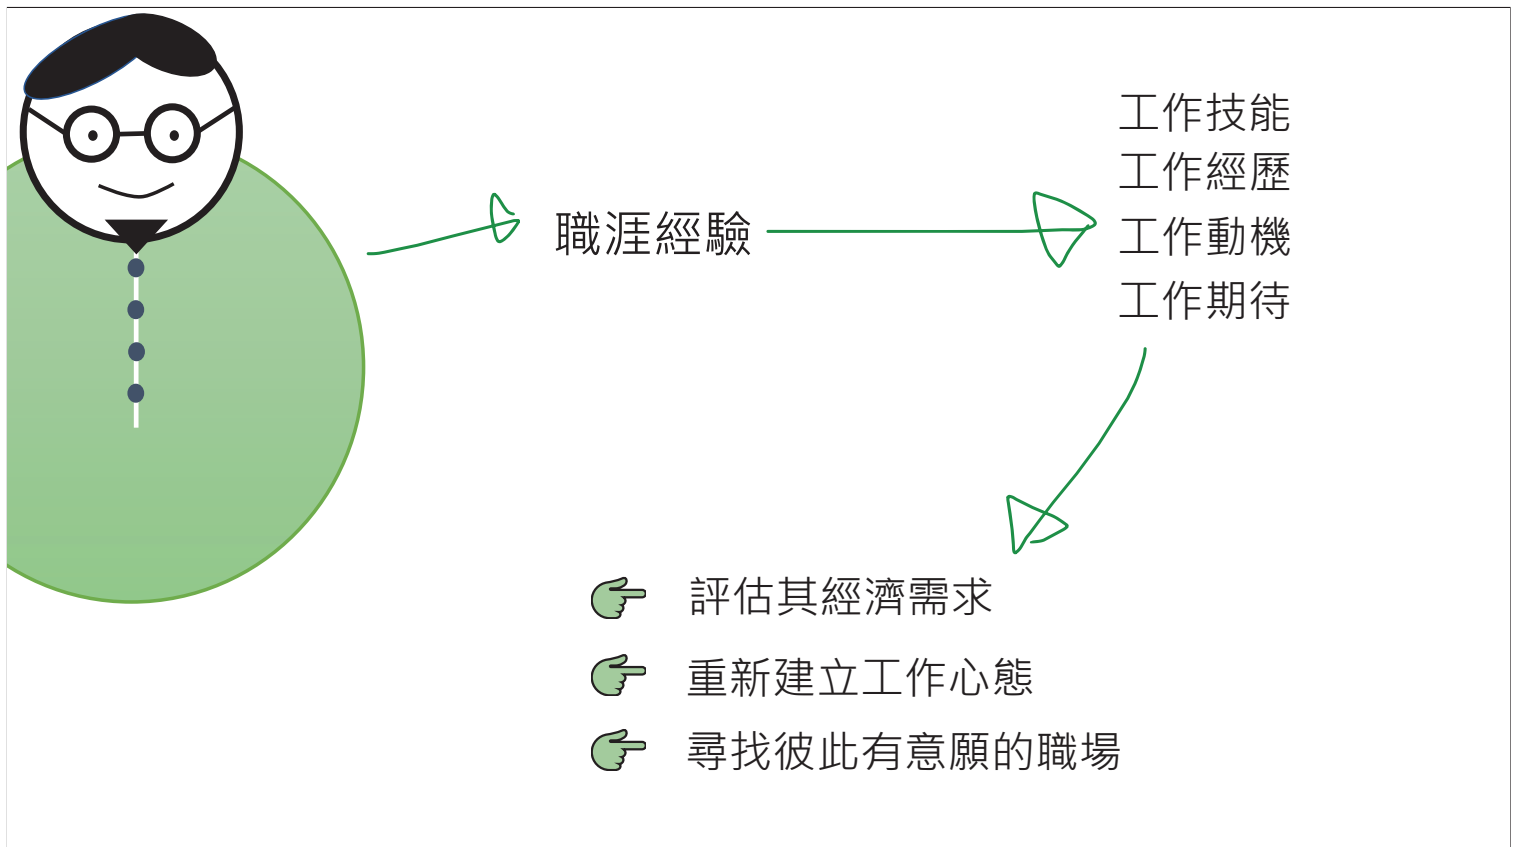 職涯經驗
工作技能
工作經歷
工作動機
工作期待
評估其經濟需求
重新建立工作心態
尋找彼此有意願的職場